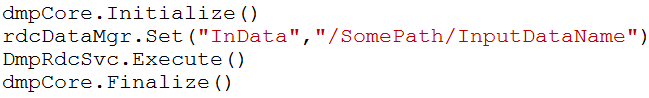 dmpCore.Initialize()
rdcDataMgr.Set("InData","/SomePath/InputDataName")
DmpRdcSvc.Execute()
dmpCore.Finalize()